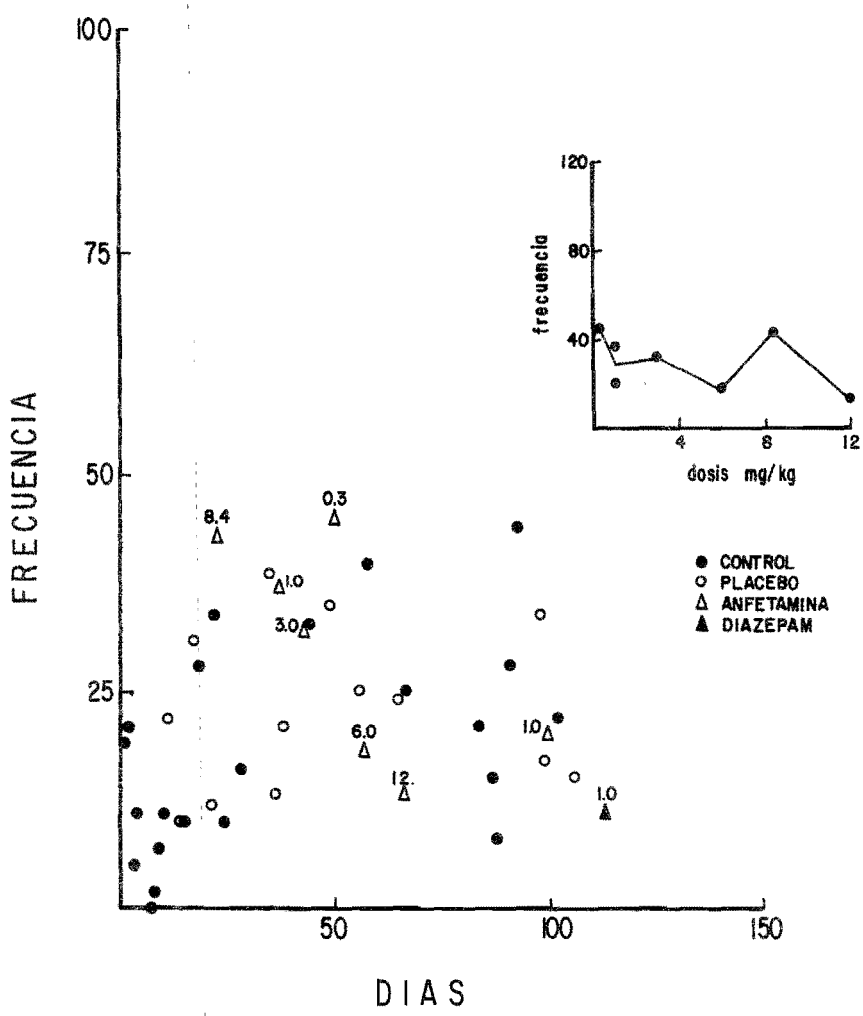 100
75
50
25
FRECUENCIA
50
100
150
DIAS
8.4
0.3
1.0
3.0
6.0
12.
1.0
1.0
120
80
40
frecuencia
4
8
12
dosis mg/kg
CONTROL
PLACEBO
ANFETAMINA
DIAZEPAM